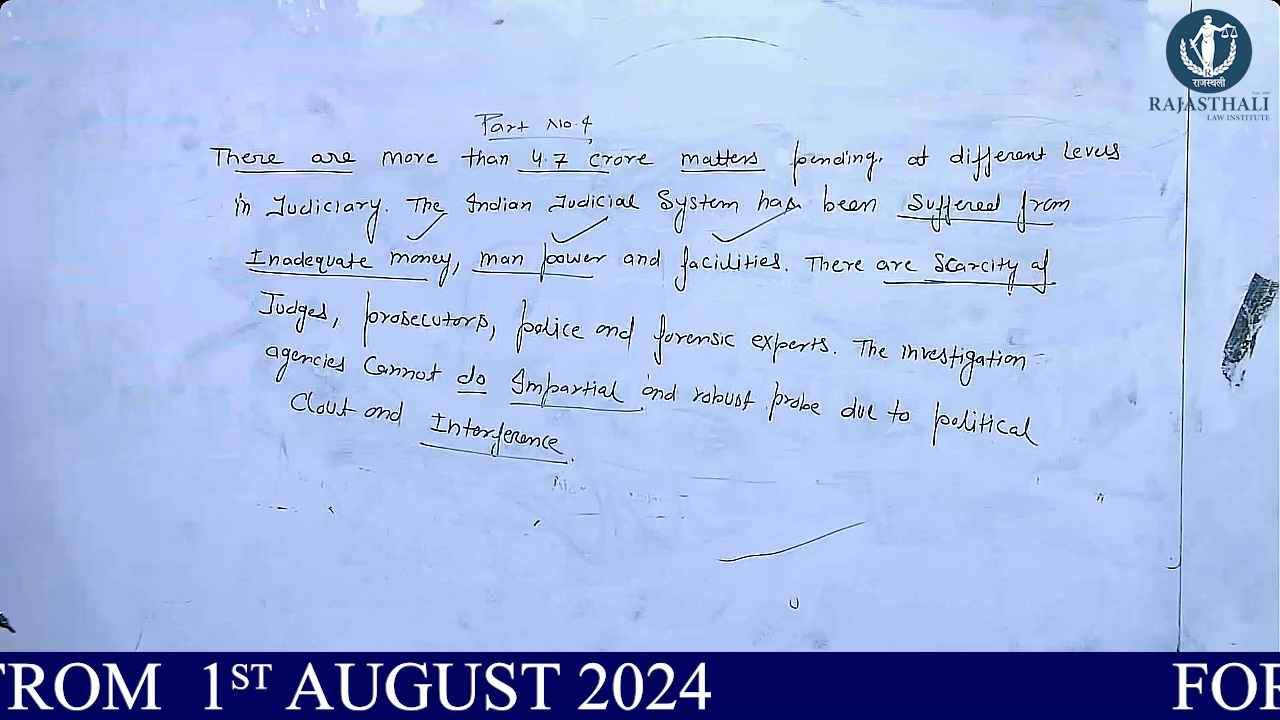 राजस्थली
RAJASTHALI
LAW INSTITUTE
Part No. 4
There are more than 4.7 crore matters pending. at different Levels
in Judiciary. The Indian Judicial System has been Suffered from
Inadequate money, man power and facilities. There are Scarcity of
Judges, prosecutors, police and forensic experts. The investigation
agencies Cannot do Impartial and robust probe due to political
Clout and Interference.
FROM 1ST AUGUST 2024
FOR